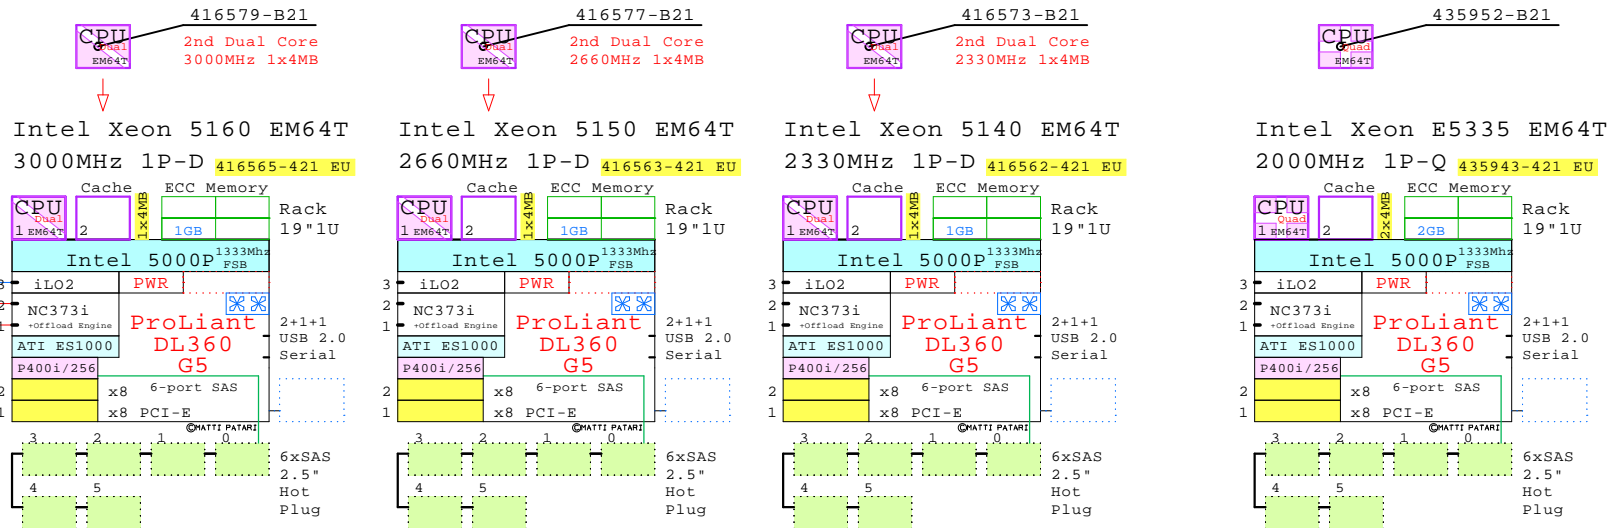 416579-B21
CPU
Dual
EM64T
2nd Dual Core
3000MHz 1x4MB
Intel Xeon 5160 EM64T
3000MHz 1P-D 416565-421 EU
Cache ECC Memory
CPU
Dual
1 EM64T
2
1x4MB
1GB
Rack
19"1U
Intel 5000P 1333Mhz
FSB
3 iLO2
PWR
2 NC373i
1 +Offload Engine
ProLiant
DL360
G5
2+1+1
USB 2.0
Serial
ATI ES1000
P400i/256
6-port SAS
2 x8
1 x8 PCI-E
©MATTI PATARI
3 2 1 0
6xSAS
2.5"
Hot
Plug
4 5
416577-B21
CPU
Dual
EM64T
2nd Dual Core
2660MHz 1x4MB
Intel Xeon 5150 EM64T
2660MHz 1P-D 416563-421 EU
Cache ECC Memory
CPU
Dual
1 EM64T
2
1x4MB
1GB
Rack
19"1U
Intel 5000P 1333Mhz
FSB
3 iLO2
PWR
2 NC373i
1 +Offload Engine
ProLiant
DL360
G5
2+1+1
USB 2.0
Serial
ATI ES1000
P400i/256
6-port SAS
2 x8
1 x8 PCI-E
©MATTI PATARI
3 2 1 0
6xSAS
2.5"
Hot
Plug
4 5
416573-B21
CPU
Dual
EM64T
2nd Dual Core
2330MHz 1x4MB
Intel Xeon 5140 EM64T
2330MHz 1P-D 416562-421 EU
Cache ECC Memory
CPU
Dual
1 EM64T
2
1x4MB
1GB
Rack
19"1U
Intel 5000P 1333Mhz
FSB
3 iLO2
PWR
2 NC373i
1 +Offload Engine
ProLiant
DL360
G5
2+1+1
USB 2.0
Serial
ATI ES1000
P400i/256
6-port SAS
2 x8
1 x8 PCI-E
©MATTI PATARI
3 2 1 0
6xSAS
2.5"
Hot
Plug
4 5
435952-B21
CPU
Quad
EM64T
Intel Xeon E5335 EM64T
2000MHz 1P-Q 435943-421 EU
Cache ECC Memory
CPU
Quad
1 EM64T
2
2x4MB
2GB
Rack
19"1U
Intel 5000P 1333Mhz
FSB
3 iLO2
PWR
2 NC373i
1 +Offload Engine
ProLiant
DL360
G5
2+1+1
USB 2.0
Serial
ATI ES1000
P400i/256
6-port SAS
2 x8
1 x8 PCI-E
©MATTI PATARI
3 2 1 0
6xSAS
2.5"
Hot
Plug
4 5